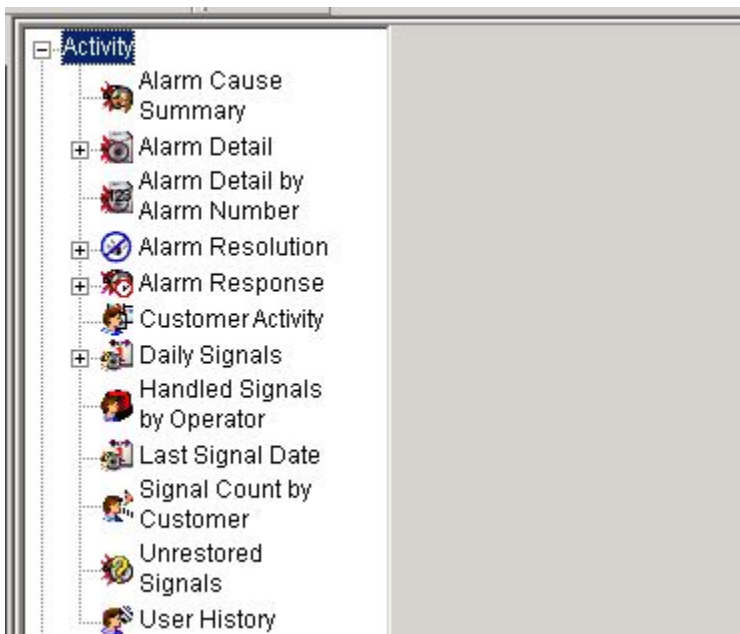 Activity
Alarm Cause
Summary
Alarm Detail
Alarm Detail by
Alarm Number
Alarm Resolution
Alarm Response
Customer Activity
Daily Signals
Handled Signals
by Operator
Last Signal Date
Signal Count by
Customer
Unrestored
Signals
User History